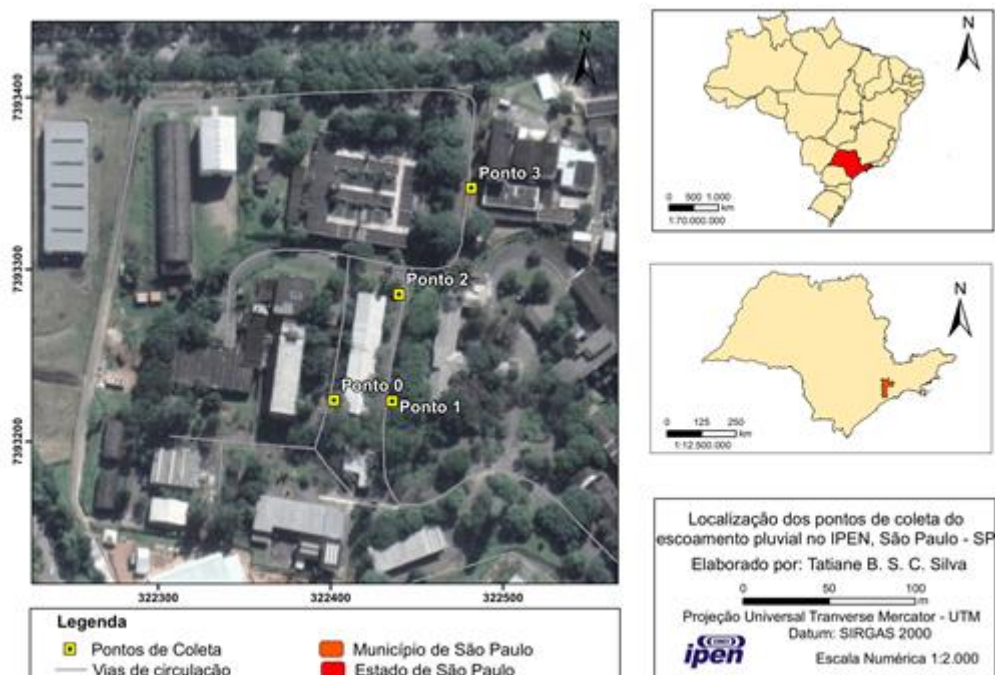 N
7393400
7393300
7393200
Ponto 3
Ponto 2
Ponto 0
Ponto 1
322300
322400
322500
Legenda
Pontos de Coleta
Vias de circulação
Município de São Paulo
Estado de São Paulo
N
0 500 1.000
km
1:70.000.000
N
0 125 250
km
1:12.500.000
Localização dos pontos de coleta do
escoamento pluvial no IPEN, São Paulo - SP
Elaborado por: Tatiane B. S. C. Silva
0 50 100
m
Projeção Universal Tranverse Mercator - UTM
Datum: SIRGAS 2000
ipen
Escala Numérica 1:2.000